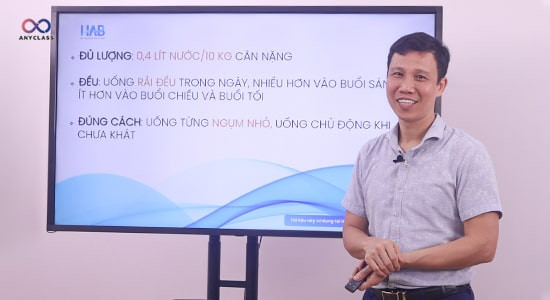 ANYCLASS
HAB
ĐỦ LƯỢNG: 0,4 LÍT NƯỚC/10 KG CÂN NẶNG
ĐỀU: UỐNG RẢI ĐỀU TRONG NGÀY, NHIỀU HƠN VÀO BUỔI
ÍT HƠN VÀO BUỔI CHIỀU VÀ BUỔI TỐI
ĐÚNG CÁCH: UỐNG TỪNG NGỤM NHỎ, UỐNG CHỦ ĐỘNG KHI
CHƯA KHÁT